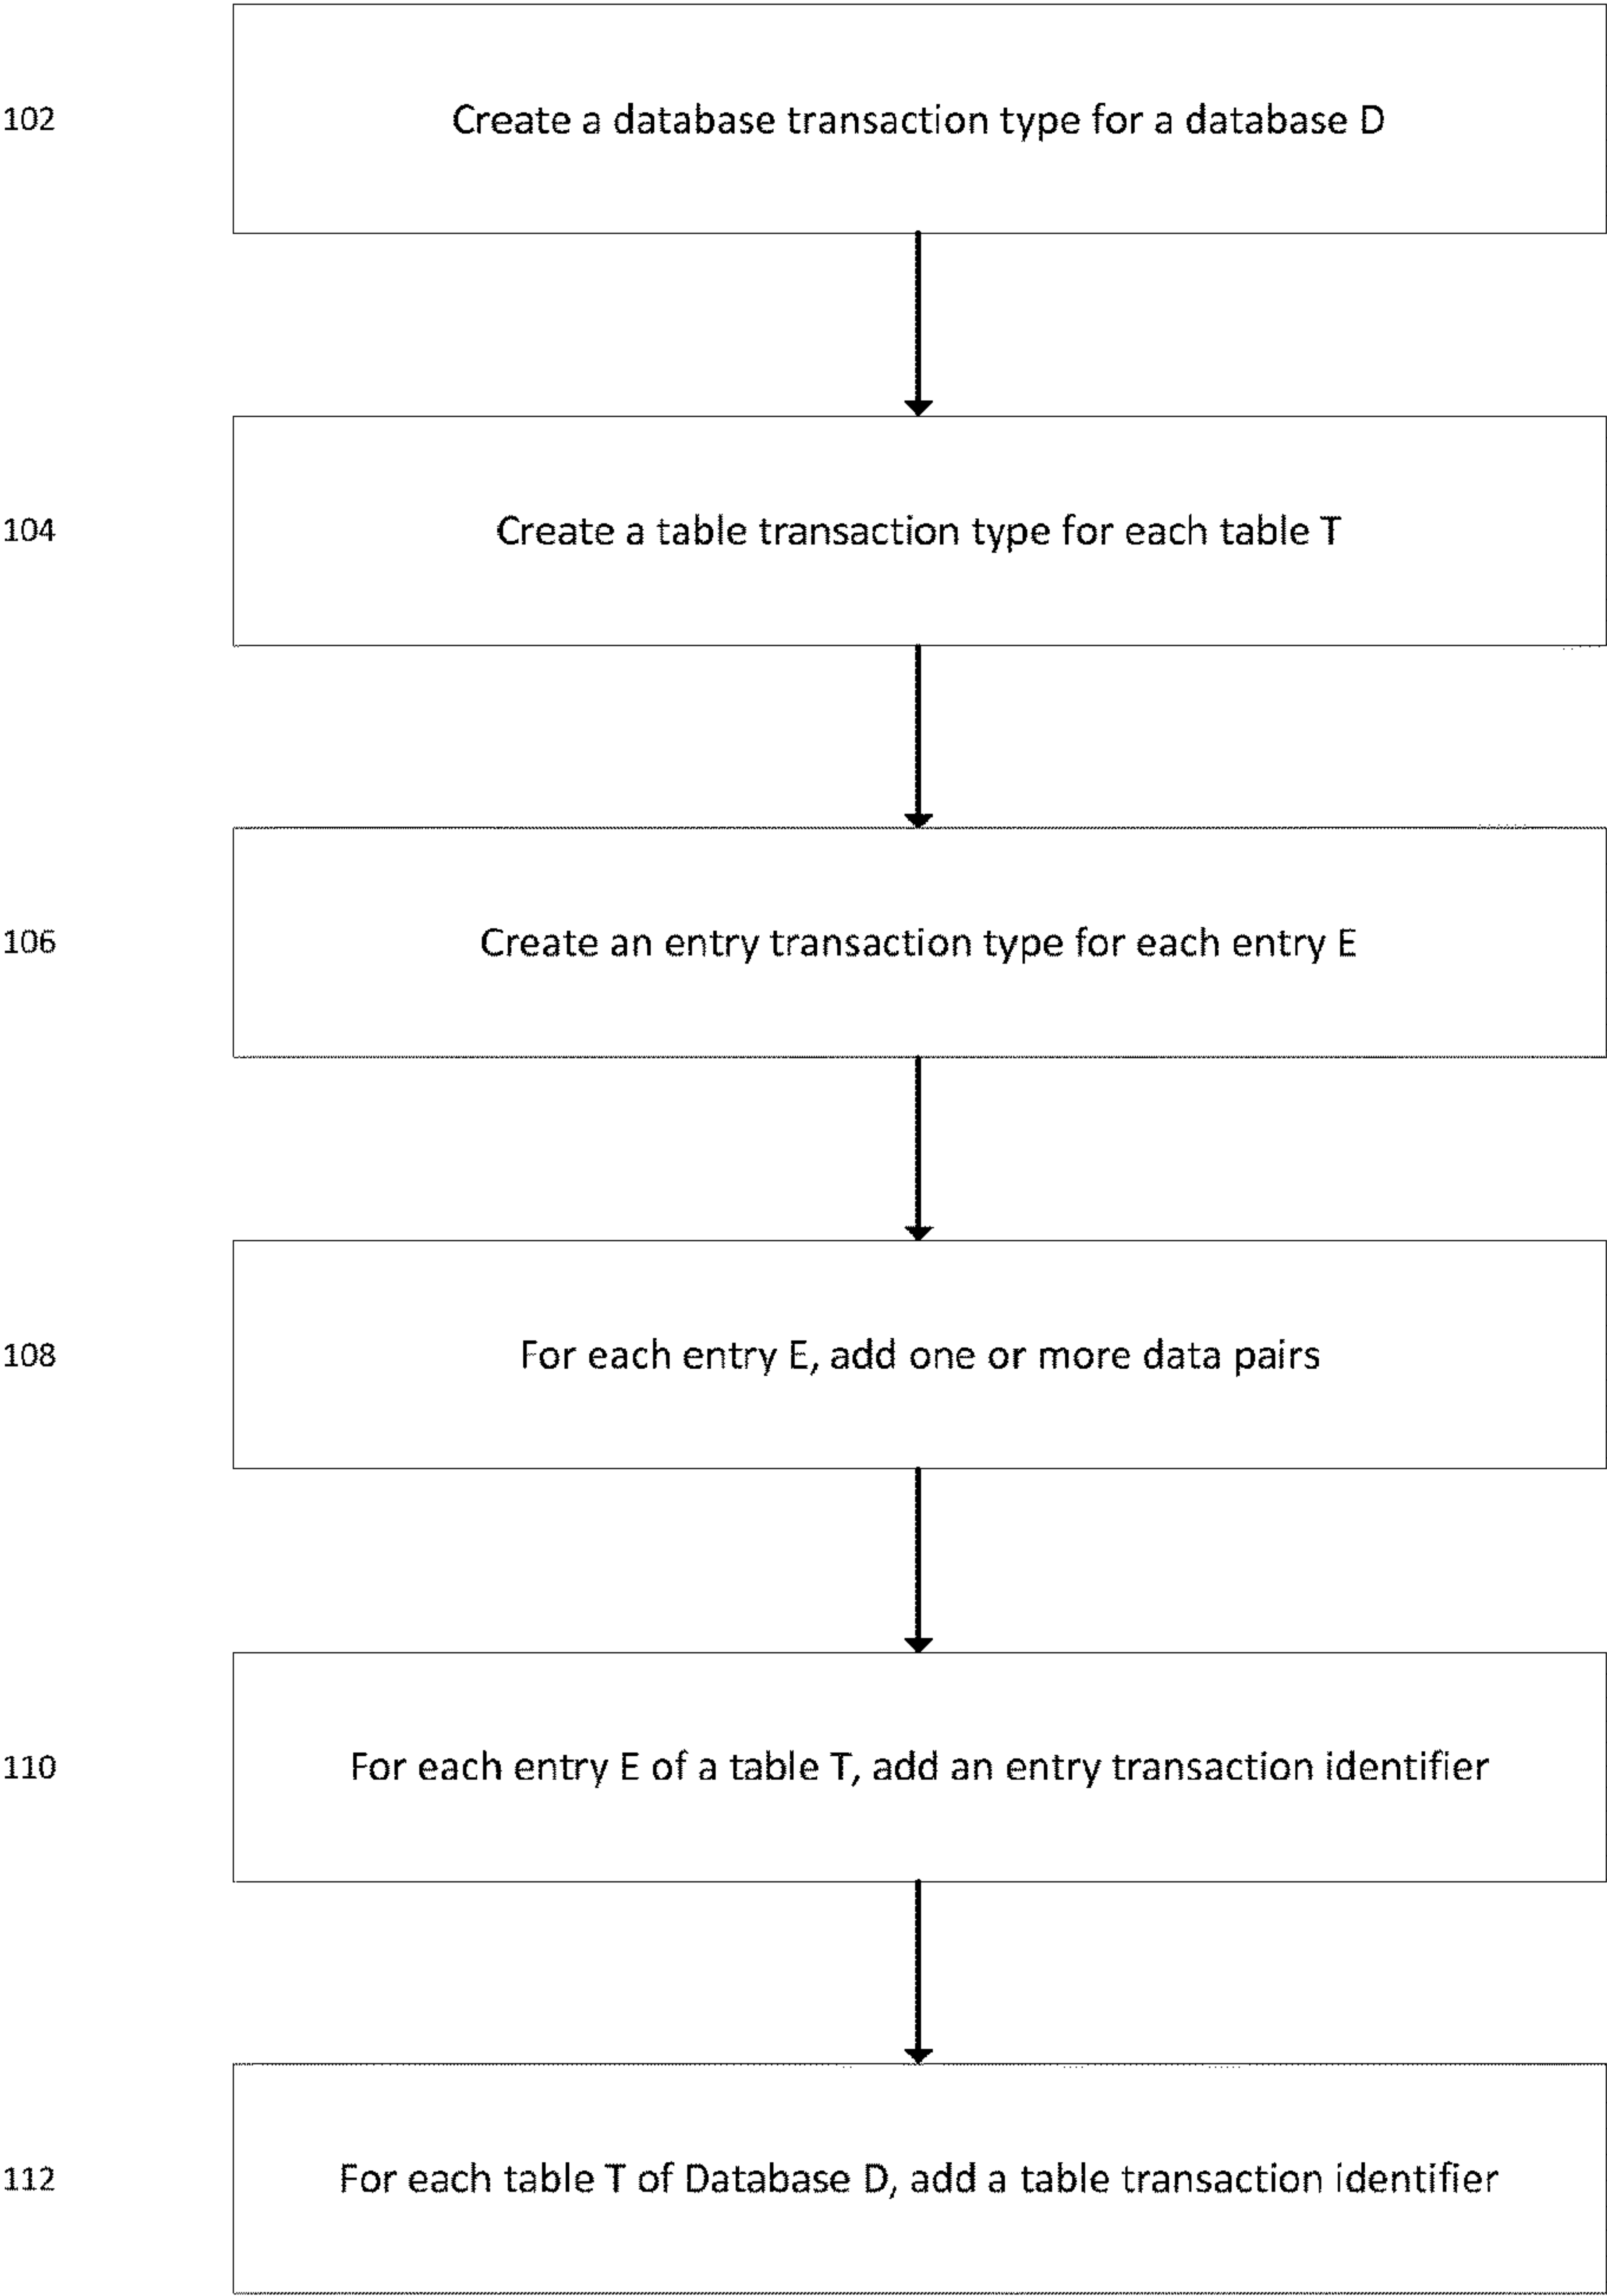 102
Create a database transaction type for a database D
104
Create a table transaction type for each table T
106
Create an entry transaction type for each entry E
108
For each entry E, add one or more data pairs
110
For each entry E of a table T, add an entry transaction identifier
112
For each table T of Database D, add a table transaction identifier